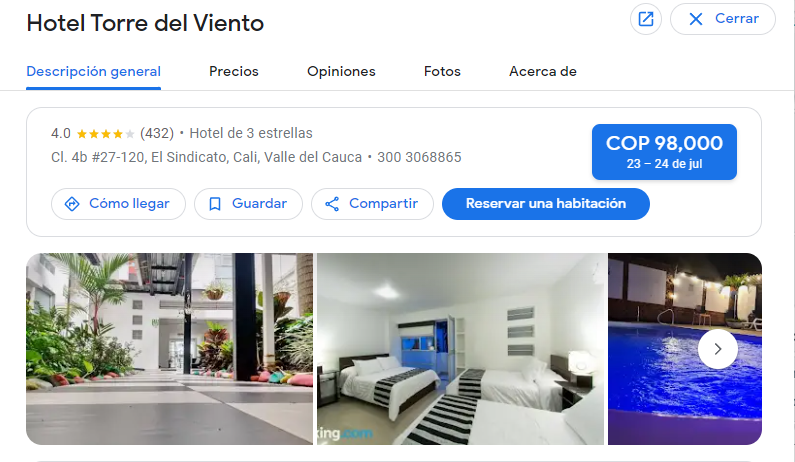 Hotel Torre del Viento
Cerrar
Descripción general
Precios
Opiniones
Fotos
Acerca de
4.0 (432) • Hotel de 3 estrellas
Cl. 4b #27-120, El Sindicato, Cali, Valle del Cauca • 300 3068865
COP 98,000
23 – 24 de jul
Cómo llegar
Guardar
Compartir
Reservar una habitación
king.com